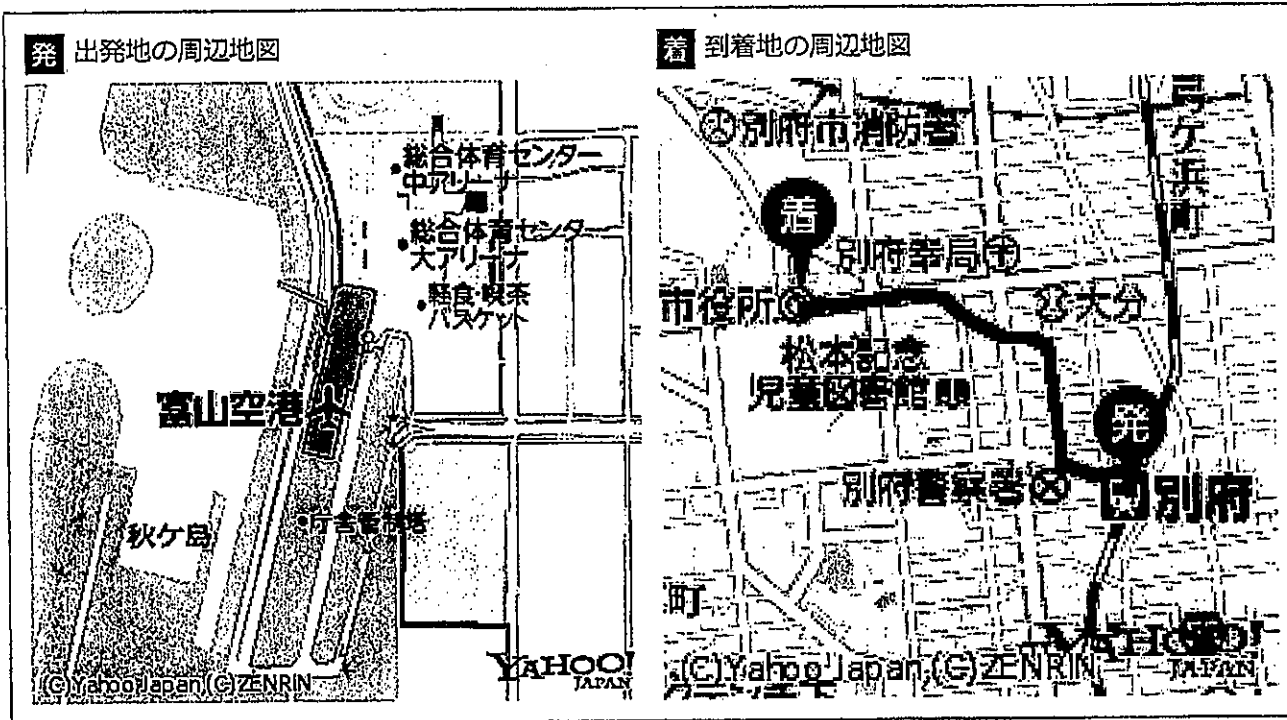 発 出発地の周辺地図
総合体育センター
中アリーナ
総合体育センター
大アリーナ
軽食・喫茶
バスケット
富山空港
庁舎管制塔
秋ケ島
YAHOO!
JAPAN
(C)Yahoo Japan,(C)ZENRIN
着 到着地の周辺地図
別府市消防署
弓ケ浜町
着
別府幸局
市役所
大分
松本記念
児童図書館
発
別府警察署
別府
町
YAHOO!
JAPAN
(C)Yahoo Japan,(C)ZENRIN